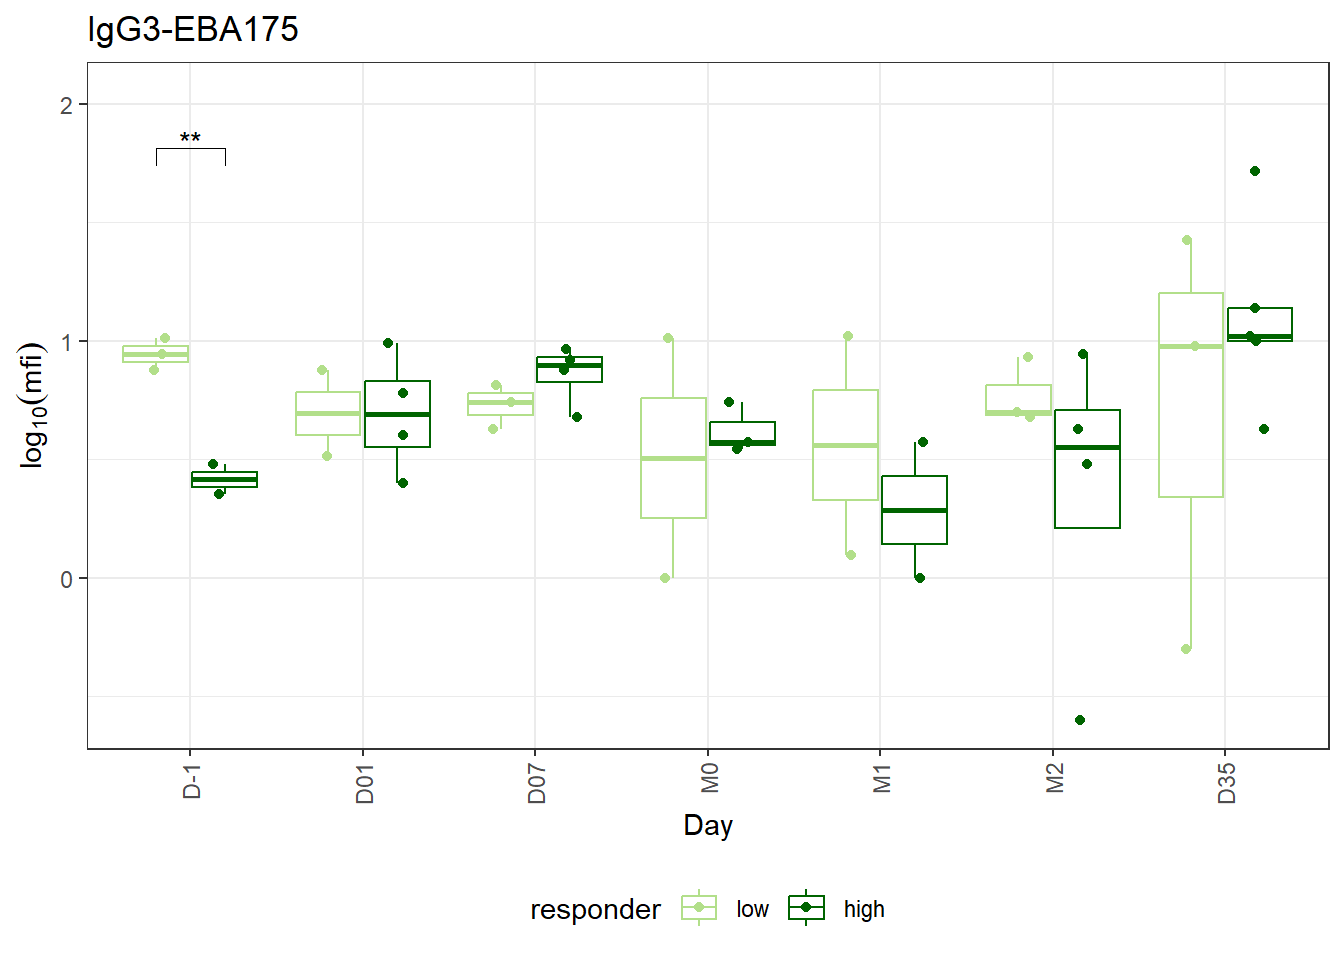 IgG3-EBA175
2
**
1
0
log10(mfi)
D-1 D01 D07 M0 M1 M2 D35
Day
responder low high